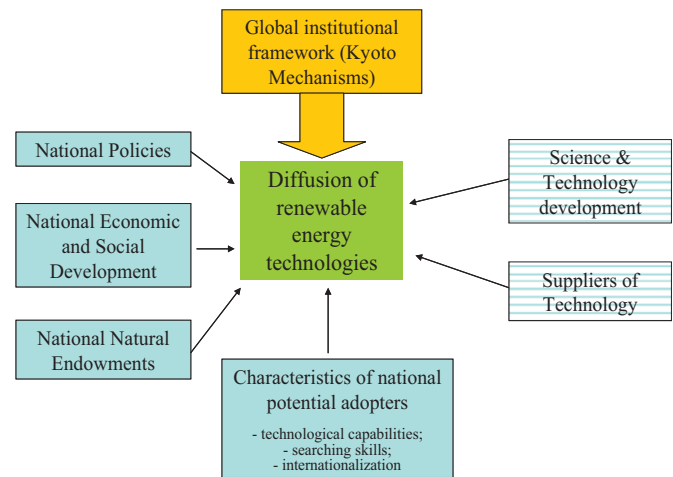 Global institutional
framework (Kyoto
Mechanisms)
National Policies
National Economic
and Social
Development
National Natural
Endowments
Diffusion of
renewable
energy
technologies
Science &
Technology
development
Suppliers of
Technology
Characteristics of national
potential adopters
- technological capabilities;
- searching skills;
- internationalization